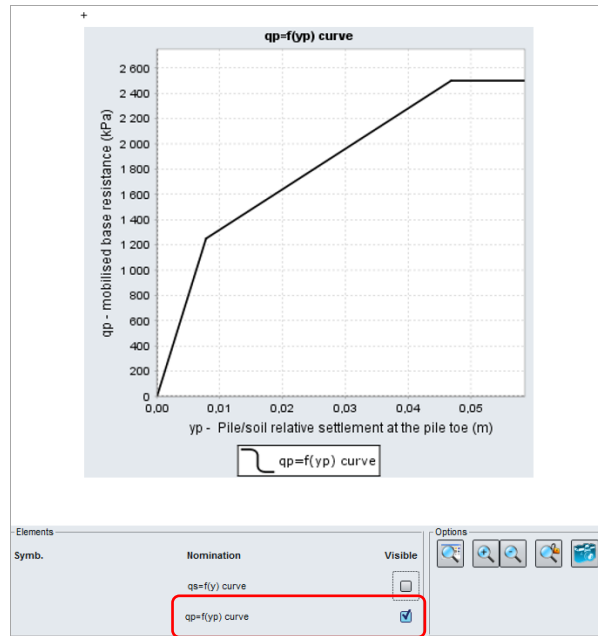 +
qp=f(yp) curve
qp - mobilised base resistance (kPa)
2 600
2 400
2 200
2 000
1 800
1 600
1 400
1 200
1 000
800
600
400
200
0
0,00 0,01 0,02 0,03 0,04 0,05
yp - Pile/soil relative settlement at the pile toe (m)
qp=f(yp) curve
Elements
Options
Symb. Nomination Visible
qs=f(y) curve
qp=f(yp) curve